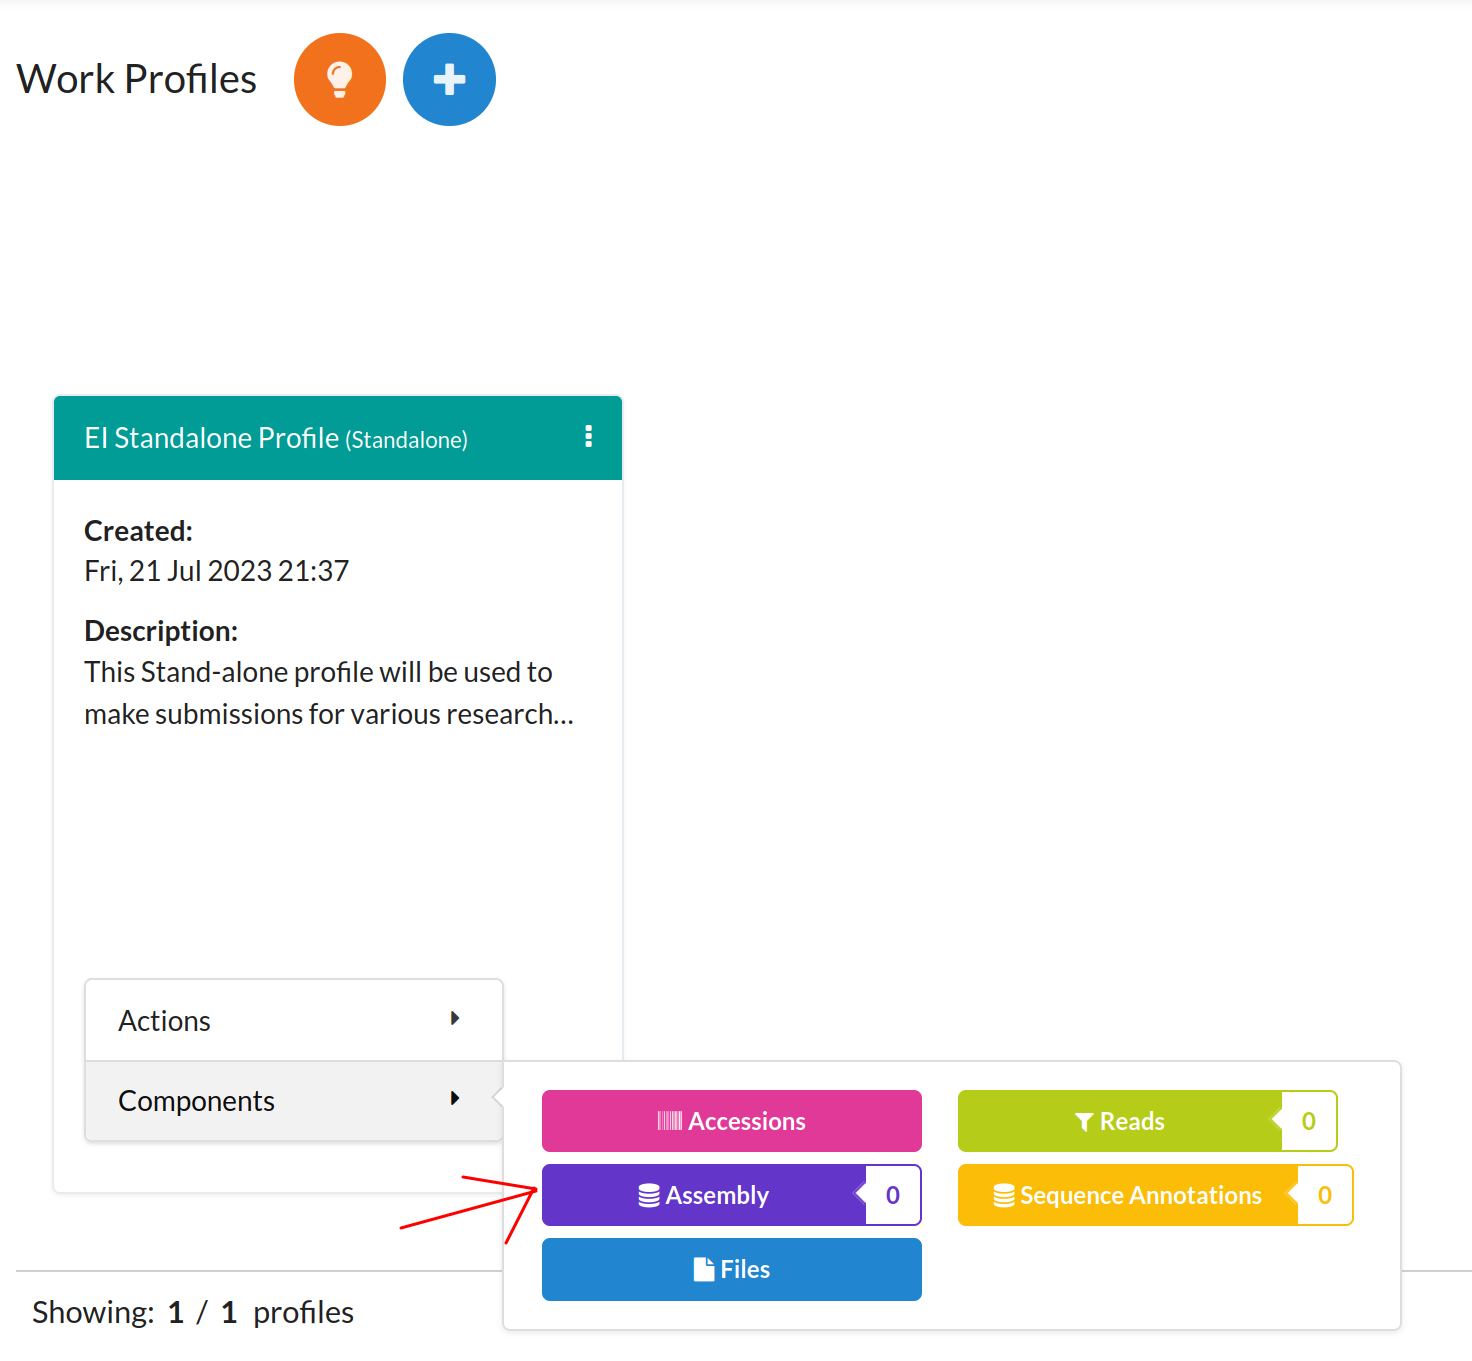 Work Profiles
EI Standalone Profile (Standalone)
Created:
Fri, 21 Jul 2023 21:37
Description:
This Stand-alone profile will be used to
make submissions for various research...
Actions
Components
Accessions
Reads 0
Assembly 0
Sequence Annotations 0
Files
Showing: 1 / 1 profiles